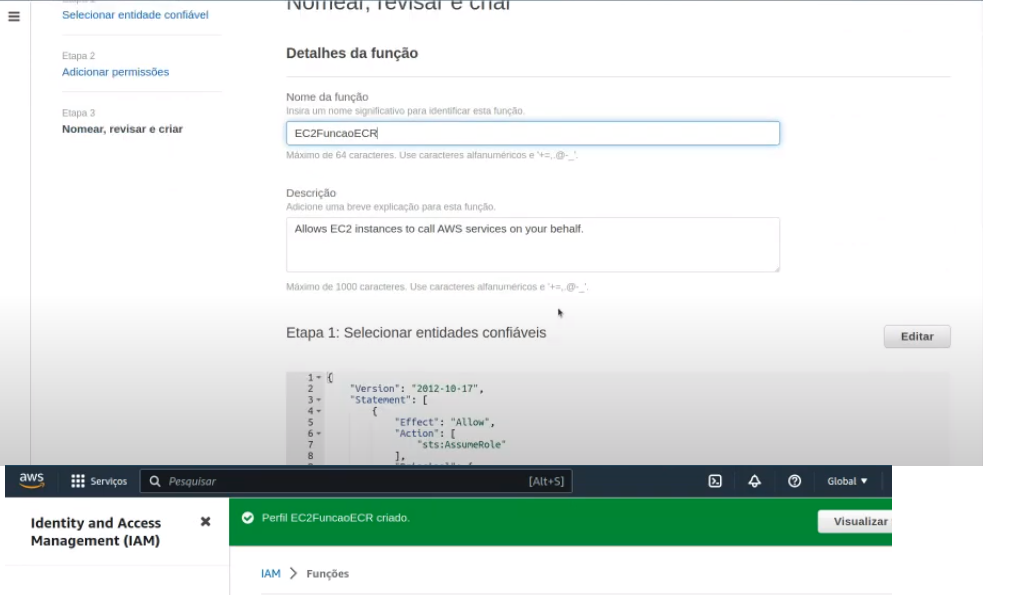 Selecionar entidade confiável
Nomear, revisar e criar
Etapa 2
Adicionar permissões
Etapa 3
Nomear, revisar e criar
Detalhes da função
Nome da função
Insira um nome significativo para identificar esta função.
EC2FuncaoECR
Máximo de 64 caracteres. Use caracteres alfanuméricos e '+=,.@-_'.
Descrição
Adicione uma breve explicação para esta função.
Allows EC2 instances to call AWS services on your behalf.
Máximo de 1000 caracteres. Use caracteres alfanuméricos e '+=,.@-_'.
Etapa 1: Selecionar entidades confiáveis
Editar
1 {
2 "Version": "2012-10-17",
3 "Statement": [
4 {
5 "Effect": "Allow",
6 "Action": [
7 "sts:AssumeRole"
8 ],
aws
Serviços
Pesquisar
[Alt+S]
Global
Identity and Access
Management (IAM)
Perfil EC2FuncaoECR criado.
Visualizar
IAM > Funções